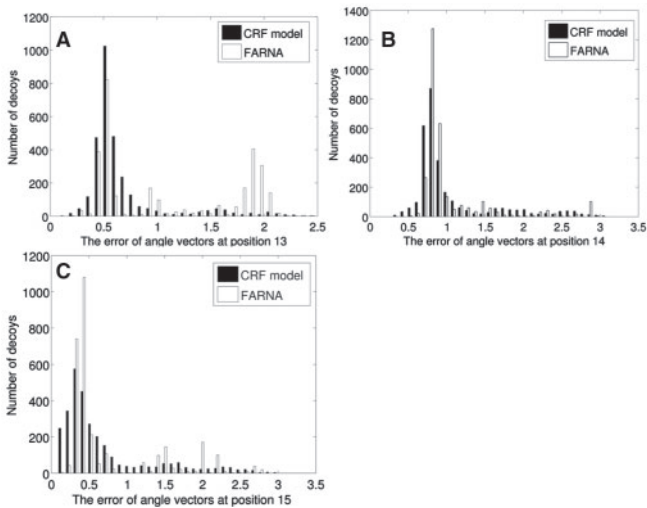 A
CRF model
FARNA
Number of decoys
1200
1000
800
600
400
200
0
0 0.5 1 1.5 2 2.5
The error of angle vectors at position 13
B
CRF model
FARNA
Number of decoys
1400
1200
1000
800
600
400
200
0
0 0.5 1 1.5 2 2.5 3 3.5
The error of angle vectors at position 14
C
CRF model
FARNA
Number of decoys
1200
1000
800
600
400
200
0
0 0.5 1 1.5 2 2.5 3 3.5
The error of angle vectors at position 15